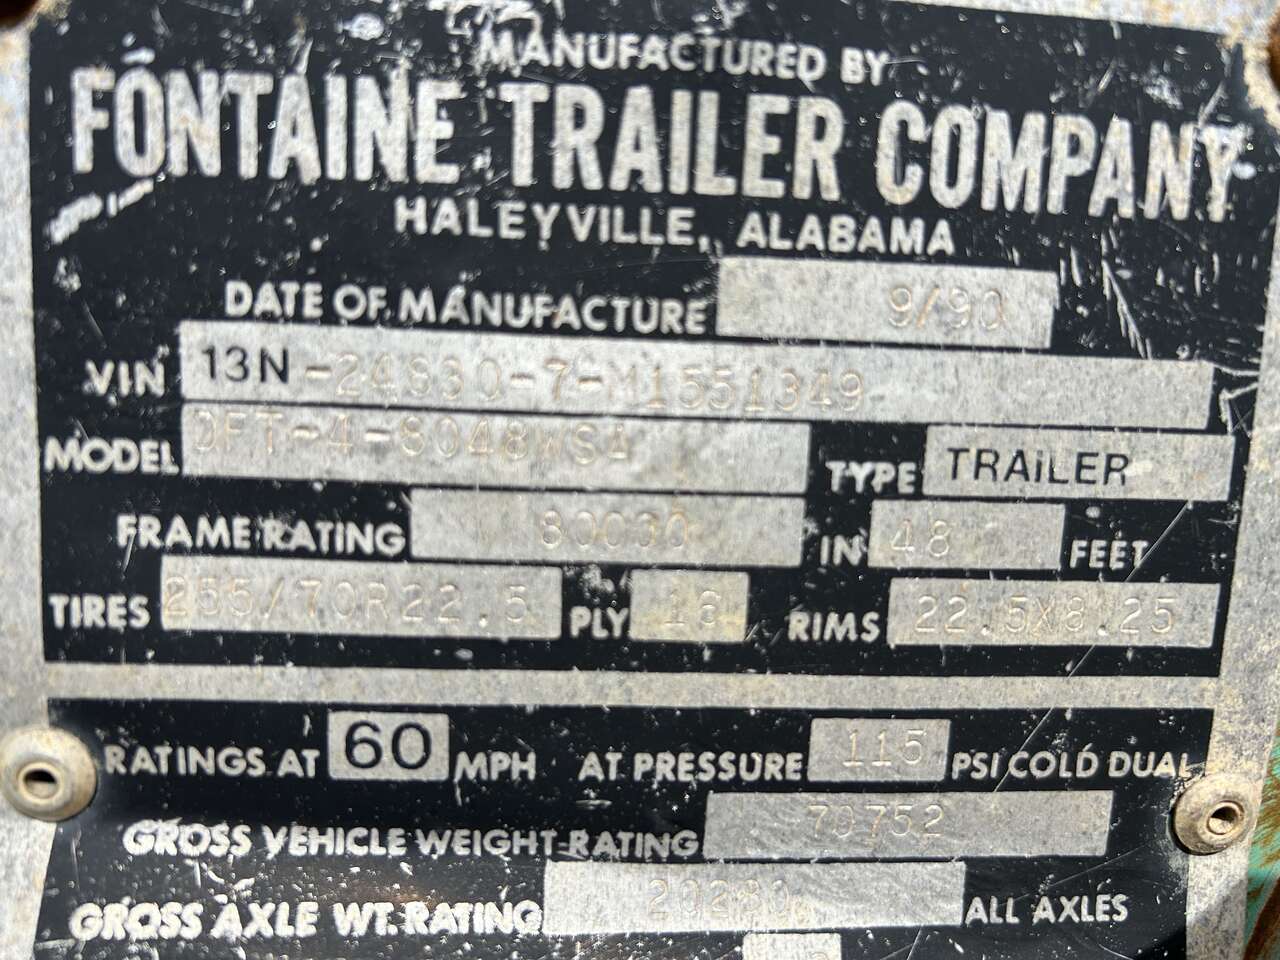 MANUFACTURED BY
FONTAINE TRAILER COMPANY
HALEYVILLE, ALABAMA
DATE OF MANUFACTURE 9/90
VIN 13N-24830-7-M1551349
MODEL DFT-4-8048WSA TYPE TRAILER
FRAME RATING 80000 IN 48 FEET
TIRES 255/70R22.5 PLY 16 RIMS 22.5X8.25
RATINGS AT 60 MPH AT PRESSURE 115 PSI COLD DUAL
GROSS VEHICLE WEIGHT RATING 70752
GROSS AXLE WT. RATING 20280 ALL AXLES